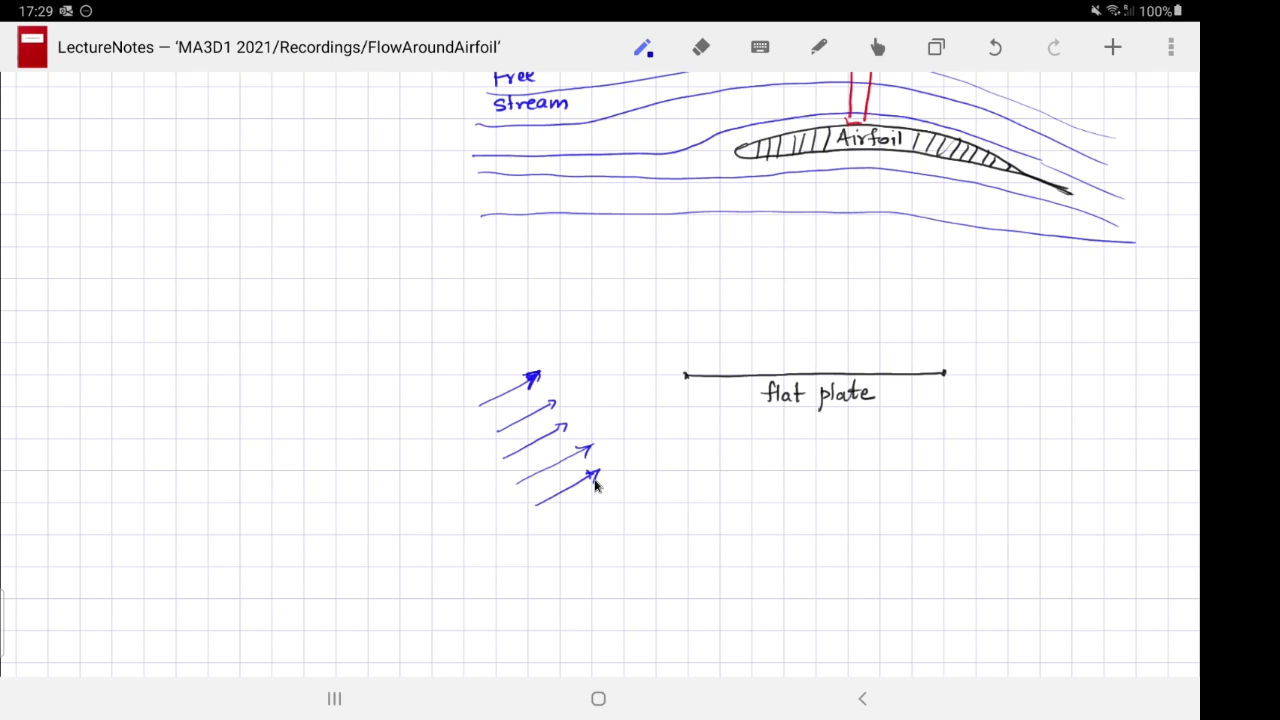 17:29
100%
LectureNotes — ‘MA3D1 2021/Recordings/FlowAroundAirfoil’
Free
Stream
Airfoil
flat plate